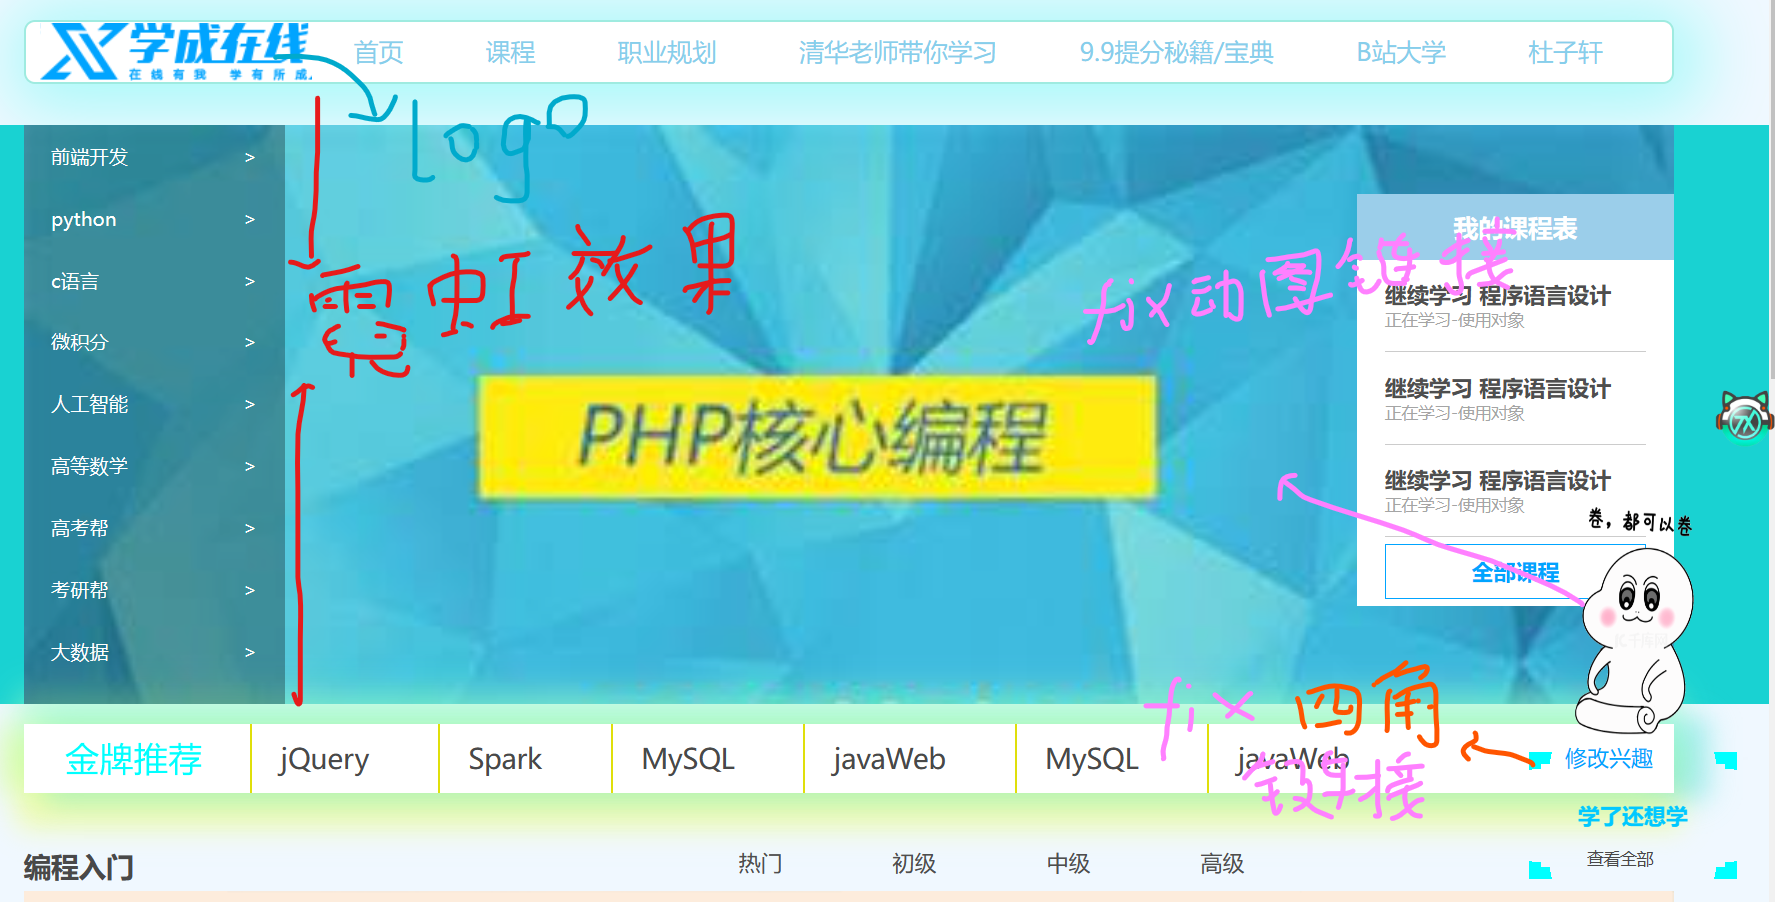 学成在线
在线有我 学有所成
首页 课程 职业规划 清华老师带你学习 9.9提分秘籍/宝典 B站大学 杜子轩
logo
前端开发 >
python >
c语言 >
微积分 >
人工智能 >
高等数学 >
高考帮 >
考研帮 >
大数据 >
霓虹效果
PHP核心编程
fix动图链接
我的课程表
继续学习 程序语言设计
正在学习-使用对象
继续学习 程序语言设计
正在学习-使用对象
继续学习 程序语言设计
正在学习-使用对象
全部课程
卷，都可以卷
fix 四角
链接
金牌推荐 jQuery Spark MySQL javaWeb MySQL javaWeb 修改兴趣
学了还想学
编程入门 热门 初级 中级 高级 查看全部